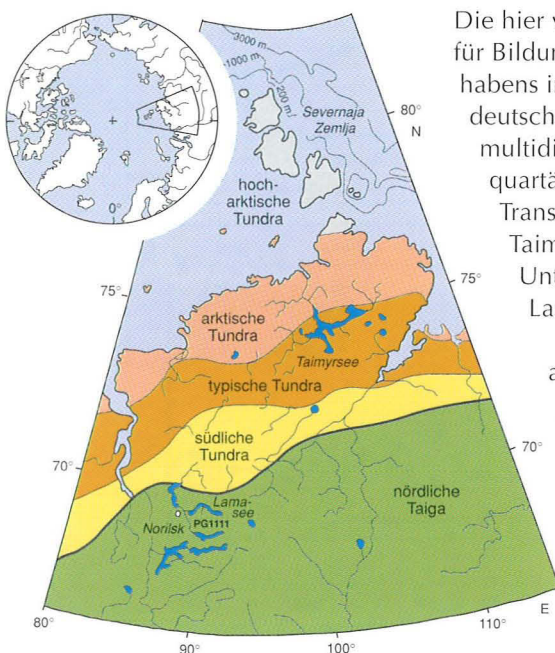 Die hier v
für Bildun
habens in
deutsch
multidi
quartä
Trans
Taim
Unt
La
a
3000 m
1000 m
200 m
Severnaja
Zemlja
80°
N
0°
hoch-
arktische
Tundra
75°
75°
arktische
Tundra
Taimyrsee
typische Tundra
südliche
Tundra
70°
70°
Lama-
see
nördliche
Taiga
Norilsk
PG1111
80°
90°
100°
110°
E